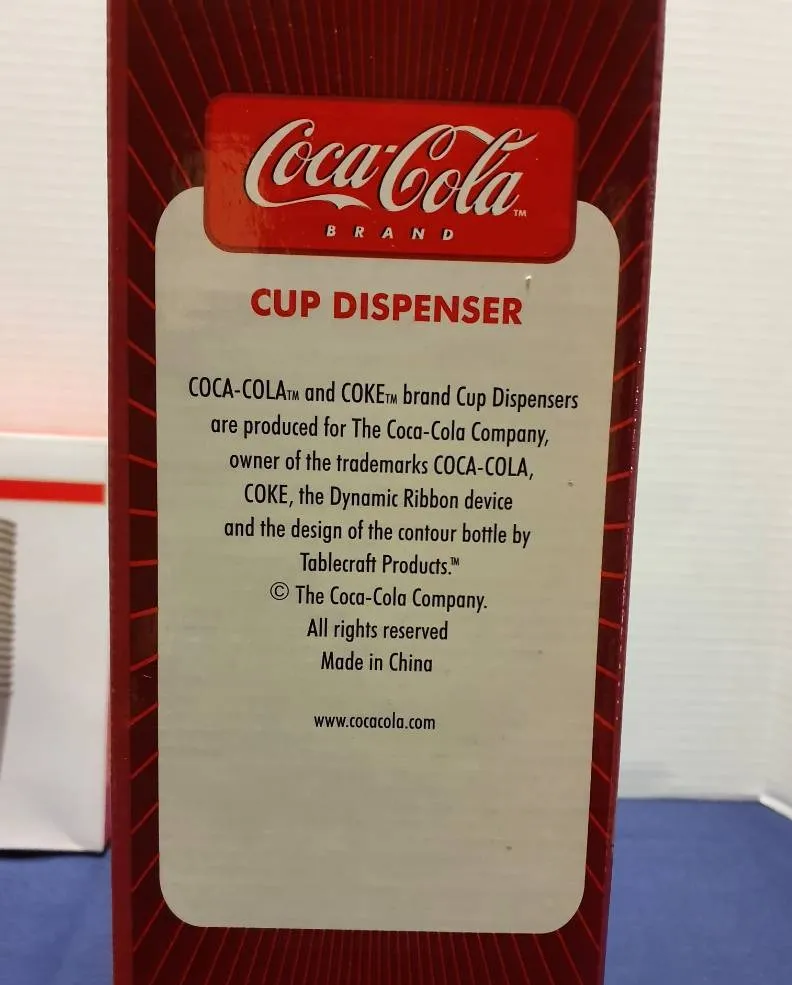 Coca-Cola™
BRAND
CUP DISPENSER
COCA-COLA™ and COKE™ brand Cup Dispensers
are produced for The Coca-Cola Company,
owner of the trademarks COCA-COLA,
COKE, the Dynamic Ribbon device
and the design of the contour bottle by
Tablecraft Products.™
© The Coca-Cola Company.
All rights reserved
Made in China
www.cocacola.com